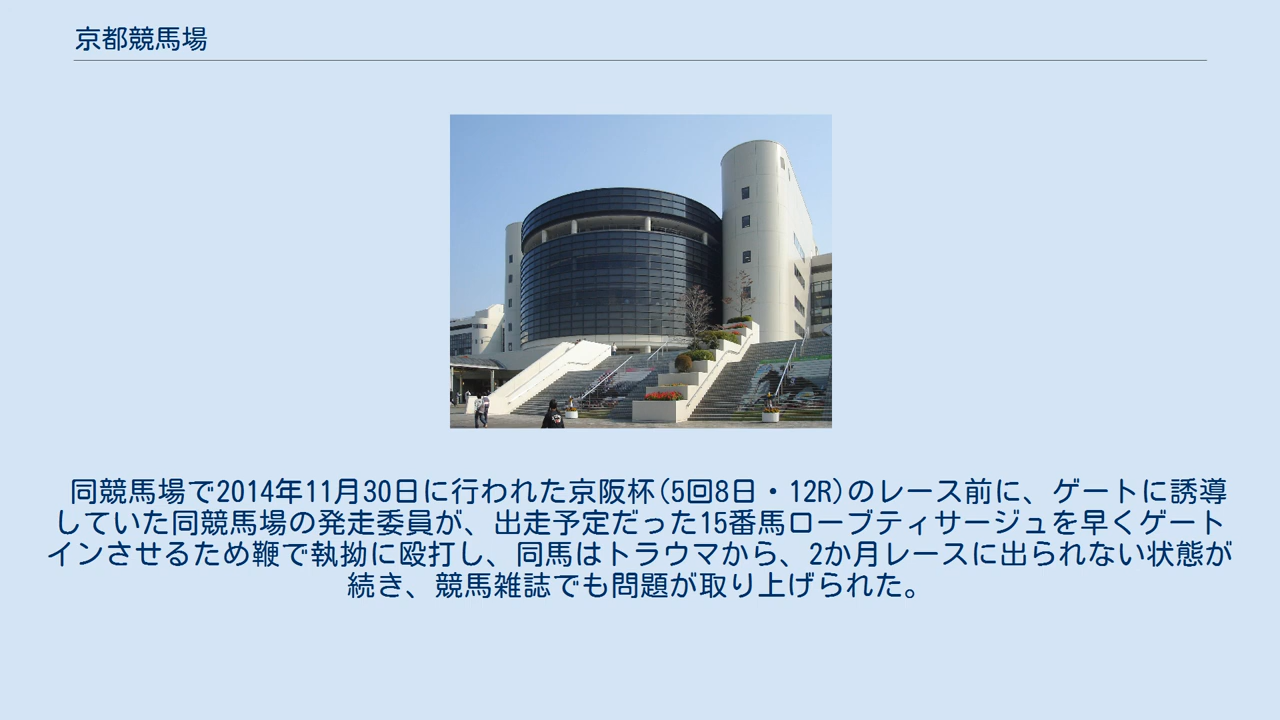 京都競馬場
同競馬場で2014年11月30日に行われた京阪杯(5回8日・12R)のレース前に、ゲートに誘導
していた同競馬場の発走委員が、出走予定だった15番馬ローブティサージュを早くゲート
インさせるため鞭で執拗に殴打し、同馬はトラウマから、2か月レースに出られない状態が
続き、競馬雑誌でも問題が取り上げられた。